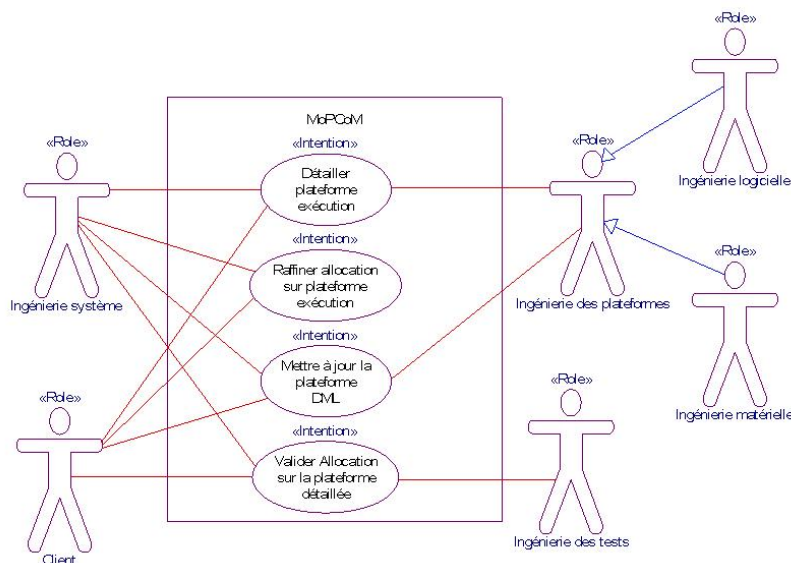 «Role»
Ingénierie logicielle
MoPCoM
«Role»
Ingénierie système
«Intention»
Détailler
plateforme
exécution
«Role»
Ingénierie des plateformes
«Intention»
Raffiner allocation
sur plateforme
exécution
«Role»
Ingénierie matérielle
«Intention»
Mettre à jour la
plateforme
DML
«Role»
Client
«Intention»
Valider Allocation
sur la plateforme
détaillée
«Role»
Ingénierie des tests